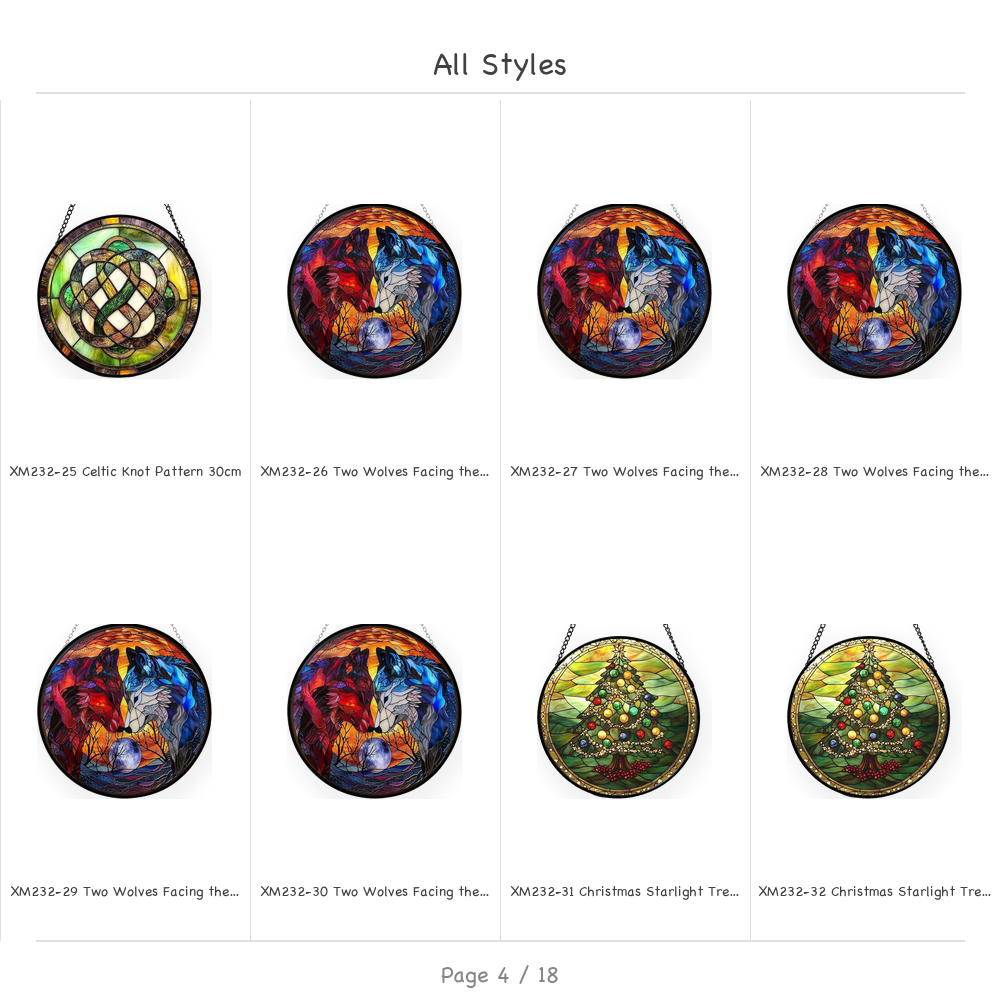 All Styles
XM232-25 Celtic Knot Pattern 30cm
XM232-26 Two Wolves Facing the...
XM232-27 Two Wolves Facing the...
XM232-28 Two Wolves Facing the...
XM232-29 Two Wolves Facing the...
XM232-30 Two Wolves Facing the...
XM232-31 Christmas Starlight Tre...
XM232-32 Christmas Starlight Tre...
Page 4 / 18